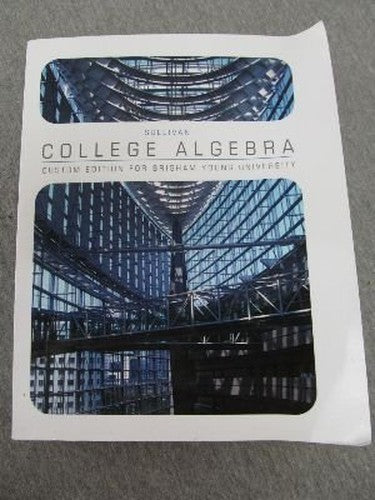 SULLIVAN
COLLEGE ALGEBRA
CUSTOM EDITION FOR BRIGHAM YOUNG UNIVERSITY